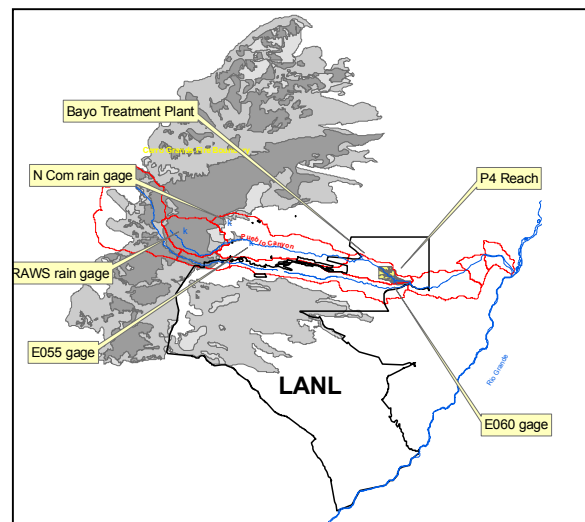 Bayo Treatment Plant
N Com rain gage
P4 Reach
k
k
Pueblo Canyon
RAWS rain gage
E055 gage
LANL
Rio Grande
E060 gage